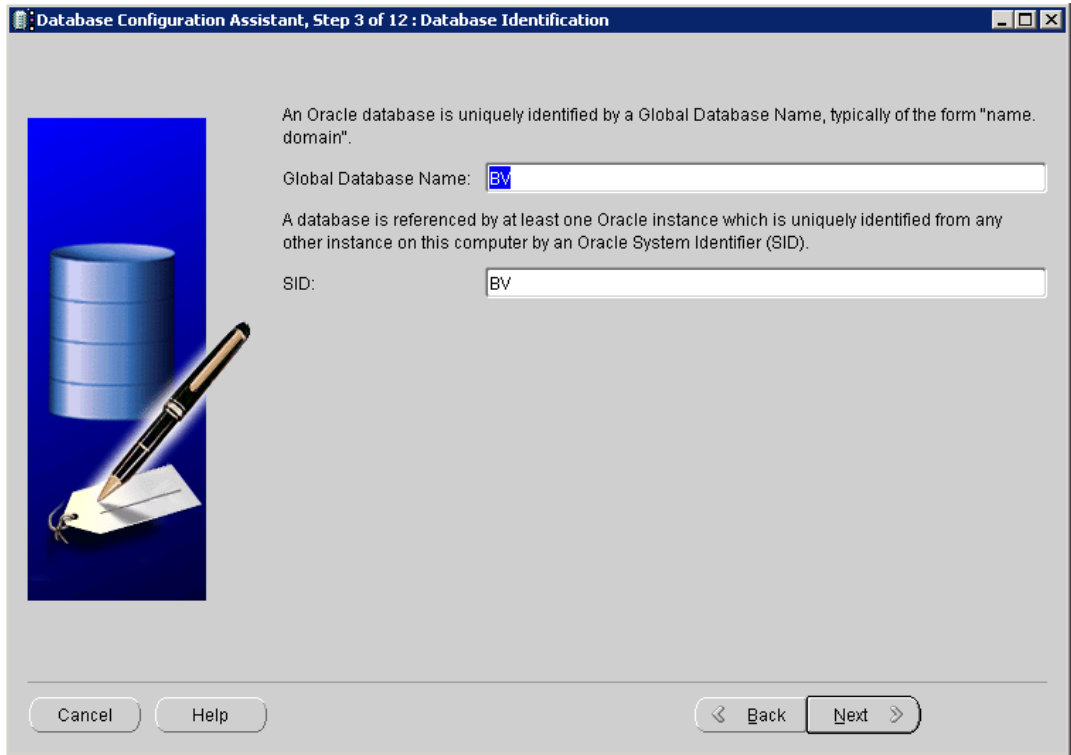 Database Configuration Assistant, Step 3 of 12 : Database Identification
An Oracle database is uniquely identified by a Global Database Name, typically of the form "name.
domain".
Global Database Name: BV
A database is referenced by at least one Oracle instance which is uniquely identified from any
other instance on this computer by an Oracle System Identifier (SID).
SID: BV
Cancel Help Back Next